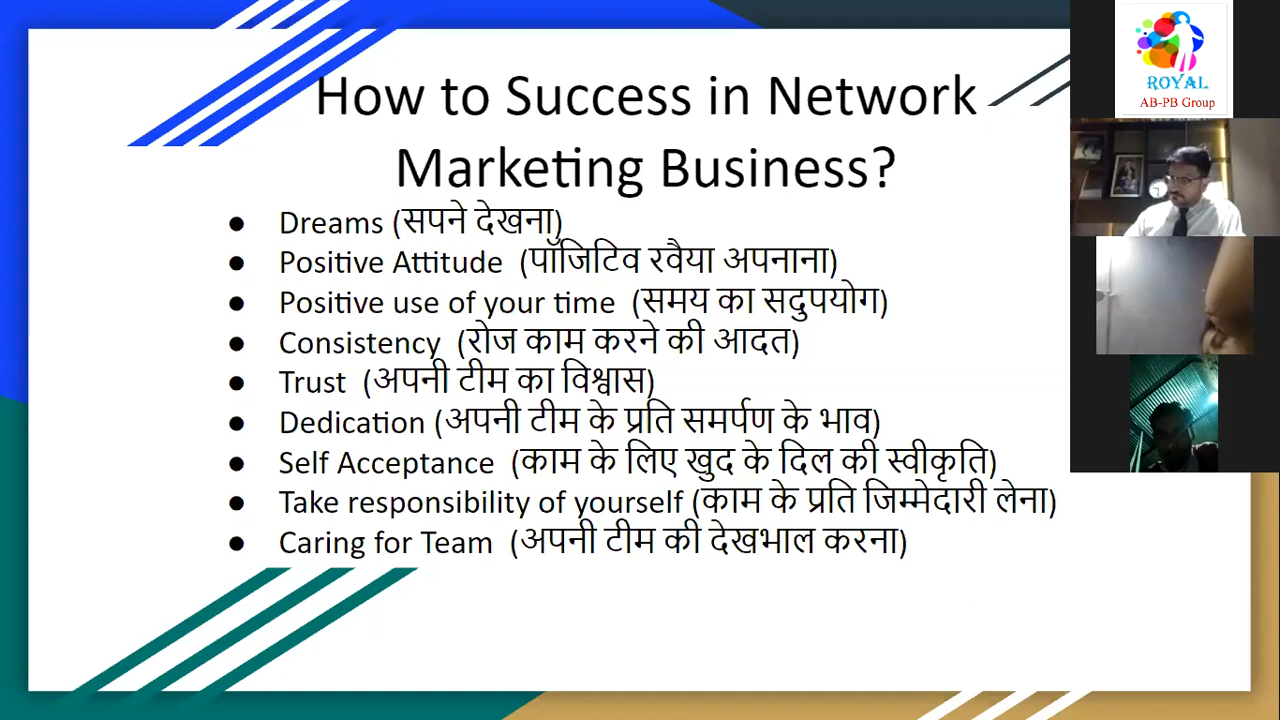 How to Success in Network
Marketing Business?
● Dreams (सपने देखना)
● Positive Attitude (पॉजिटिव रवैया अपनाना)
● Positive use of your time (समय का सदुपयोग)
● Consistency (रोज काम करने की आदत)
● Trust (अपनी टीम का विश्वास)
● Dedication (अपनी टीम के प्रति समर्पण के भाव)
● Self Acceptance (काम के लिए खुद के दिल की स्वीकृति)
● Take responsibility of yourself (काम के प्रति जिम्मेदारी लेना)
● Caring for Team (अपनी टीम की देखभाल करना)
ROYAL
AB-PB Group